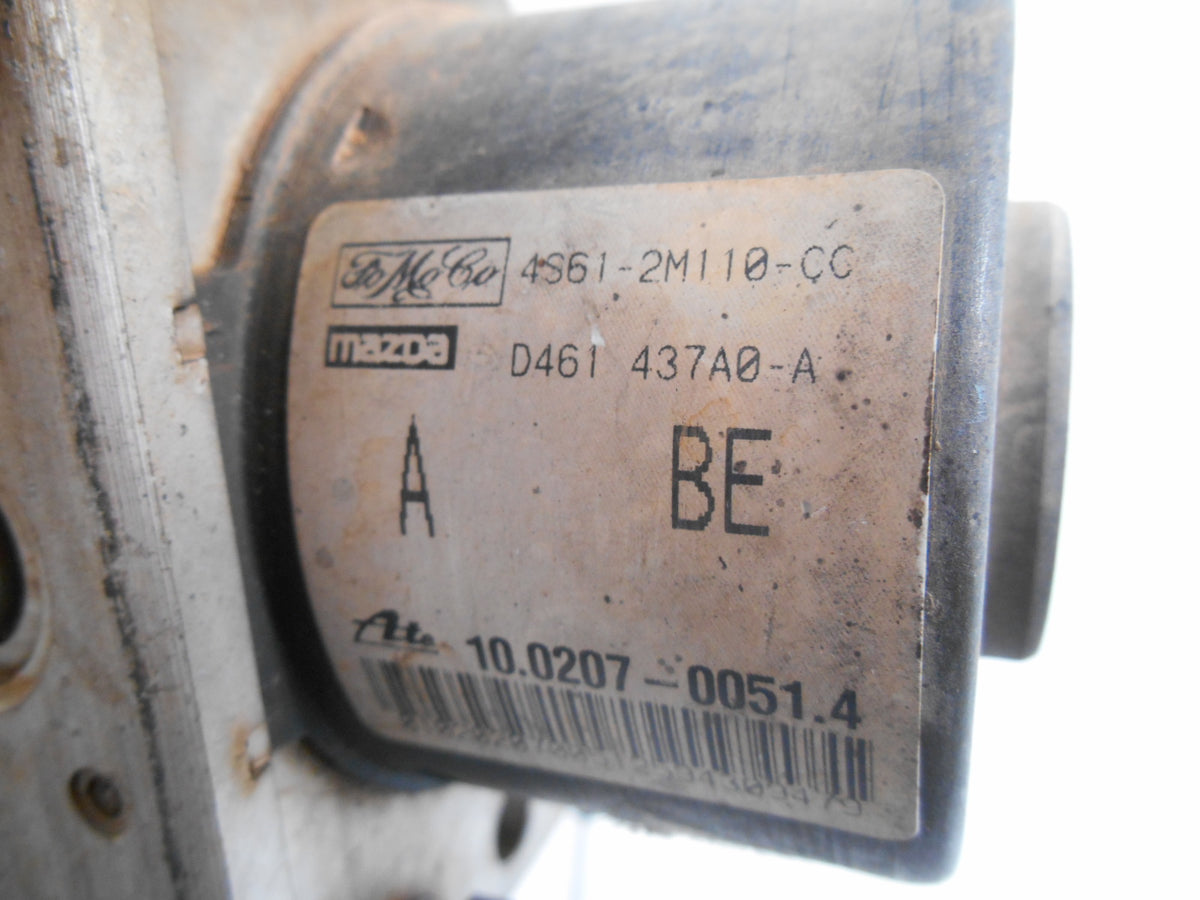 FoMoCo 4S61-2M110-CC
mazda D461 437A0-A
A BE
Ate 10.0207-0051.4